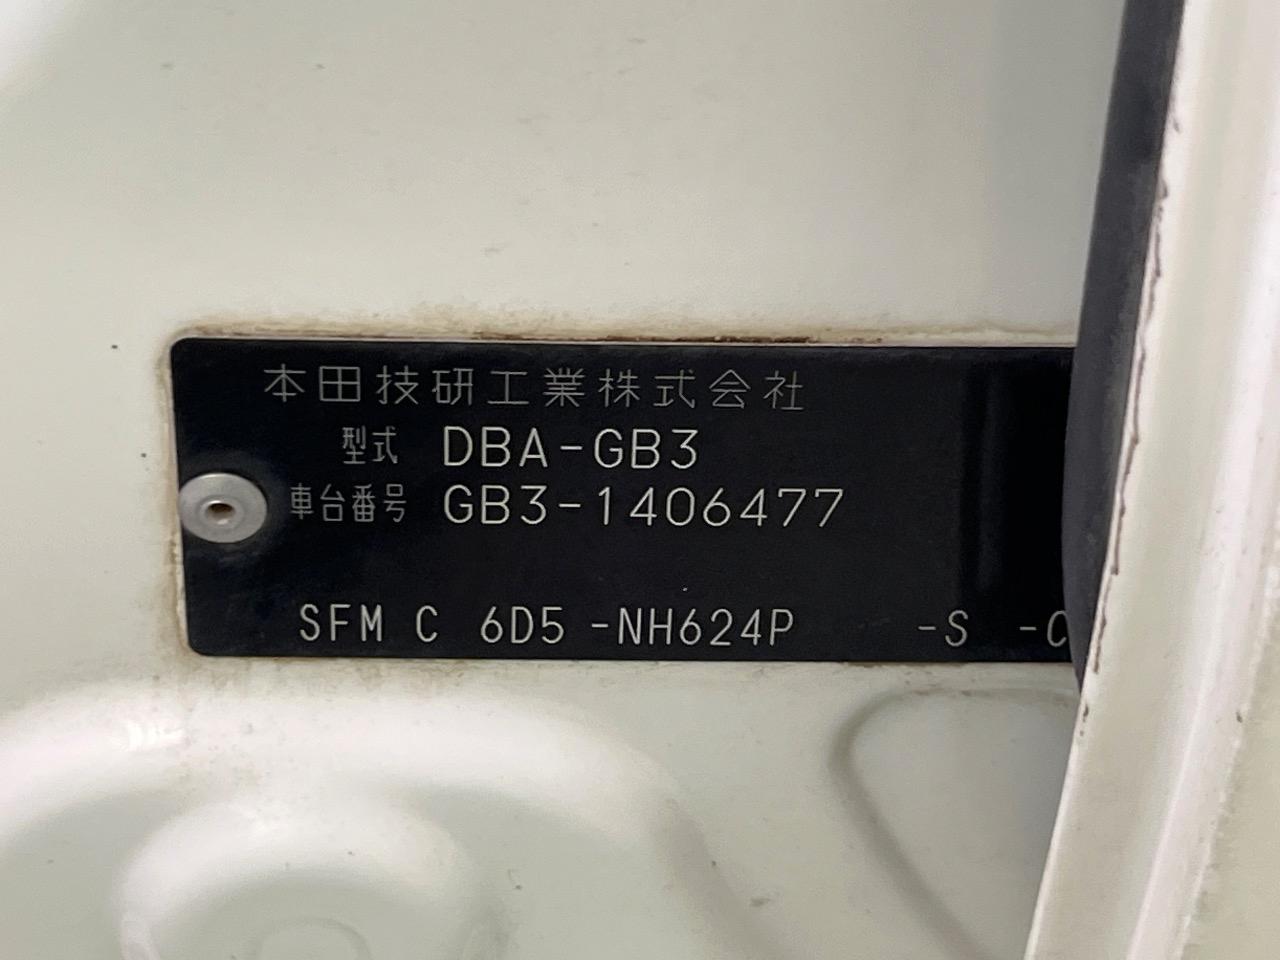 本田技研工業株式会社
型式 DBA-GB3
車台番号 GB3-1406477
SFM C 6D5 -NH624P -S -C